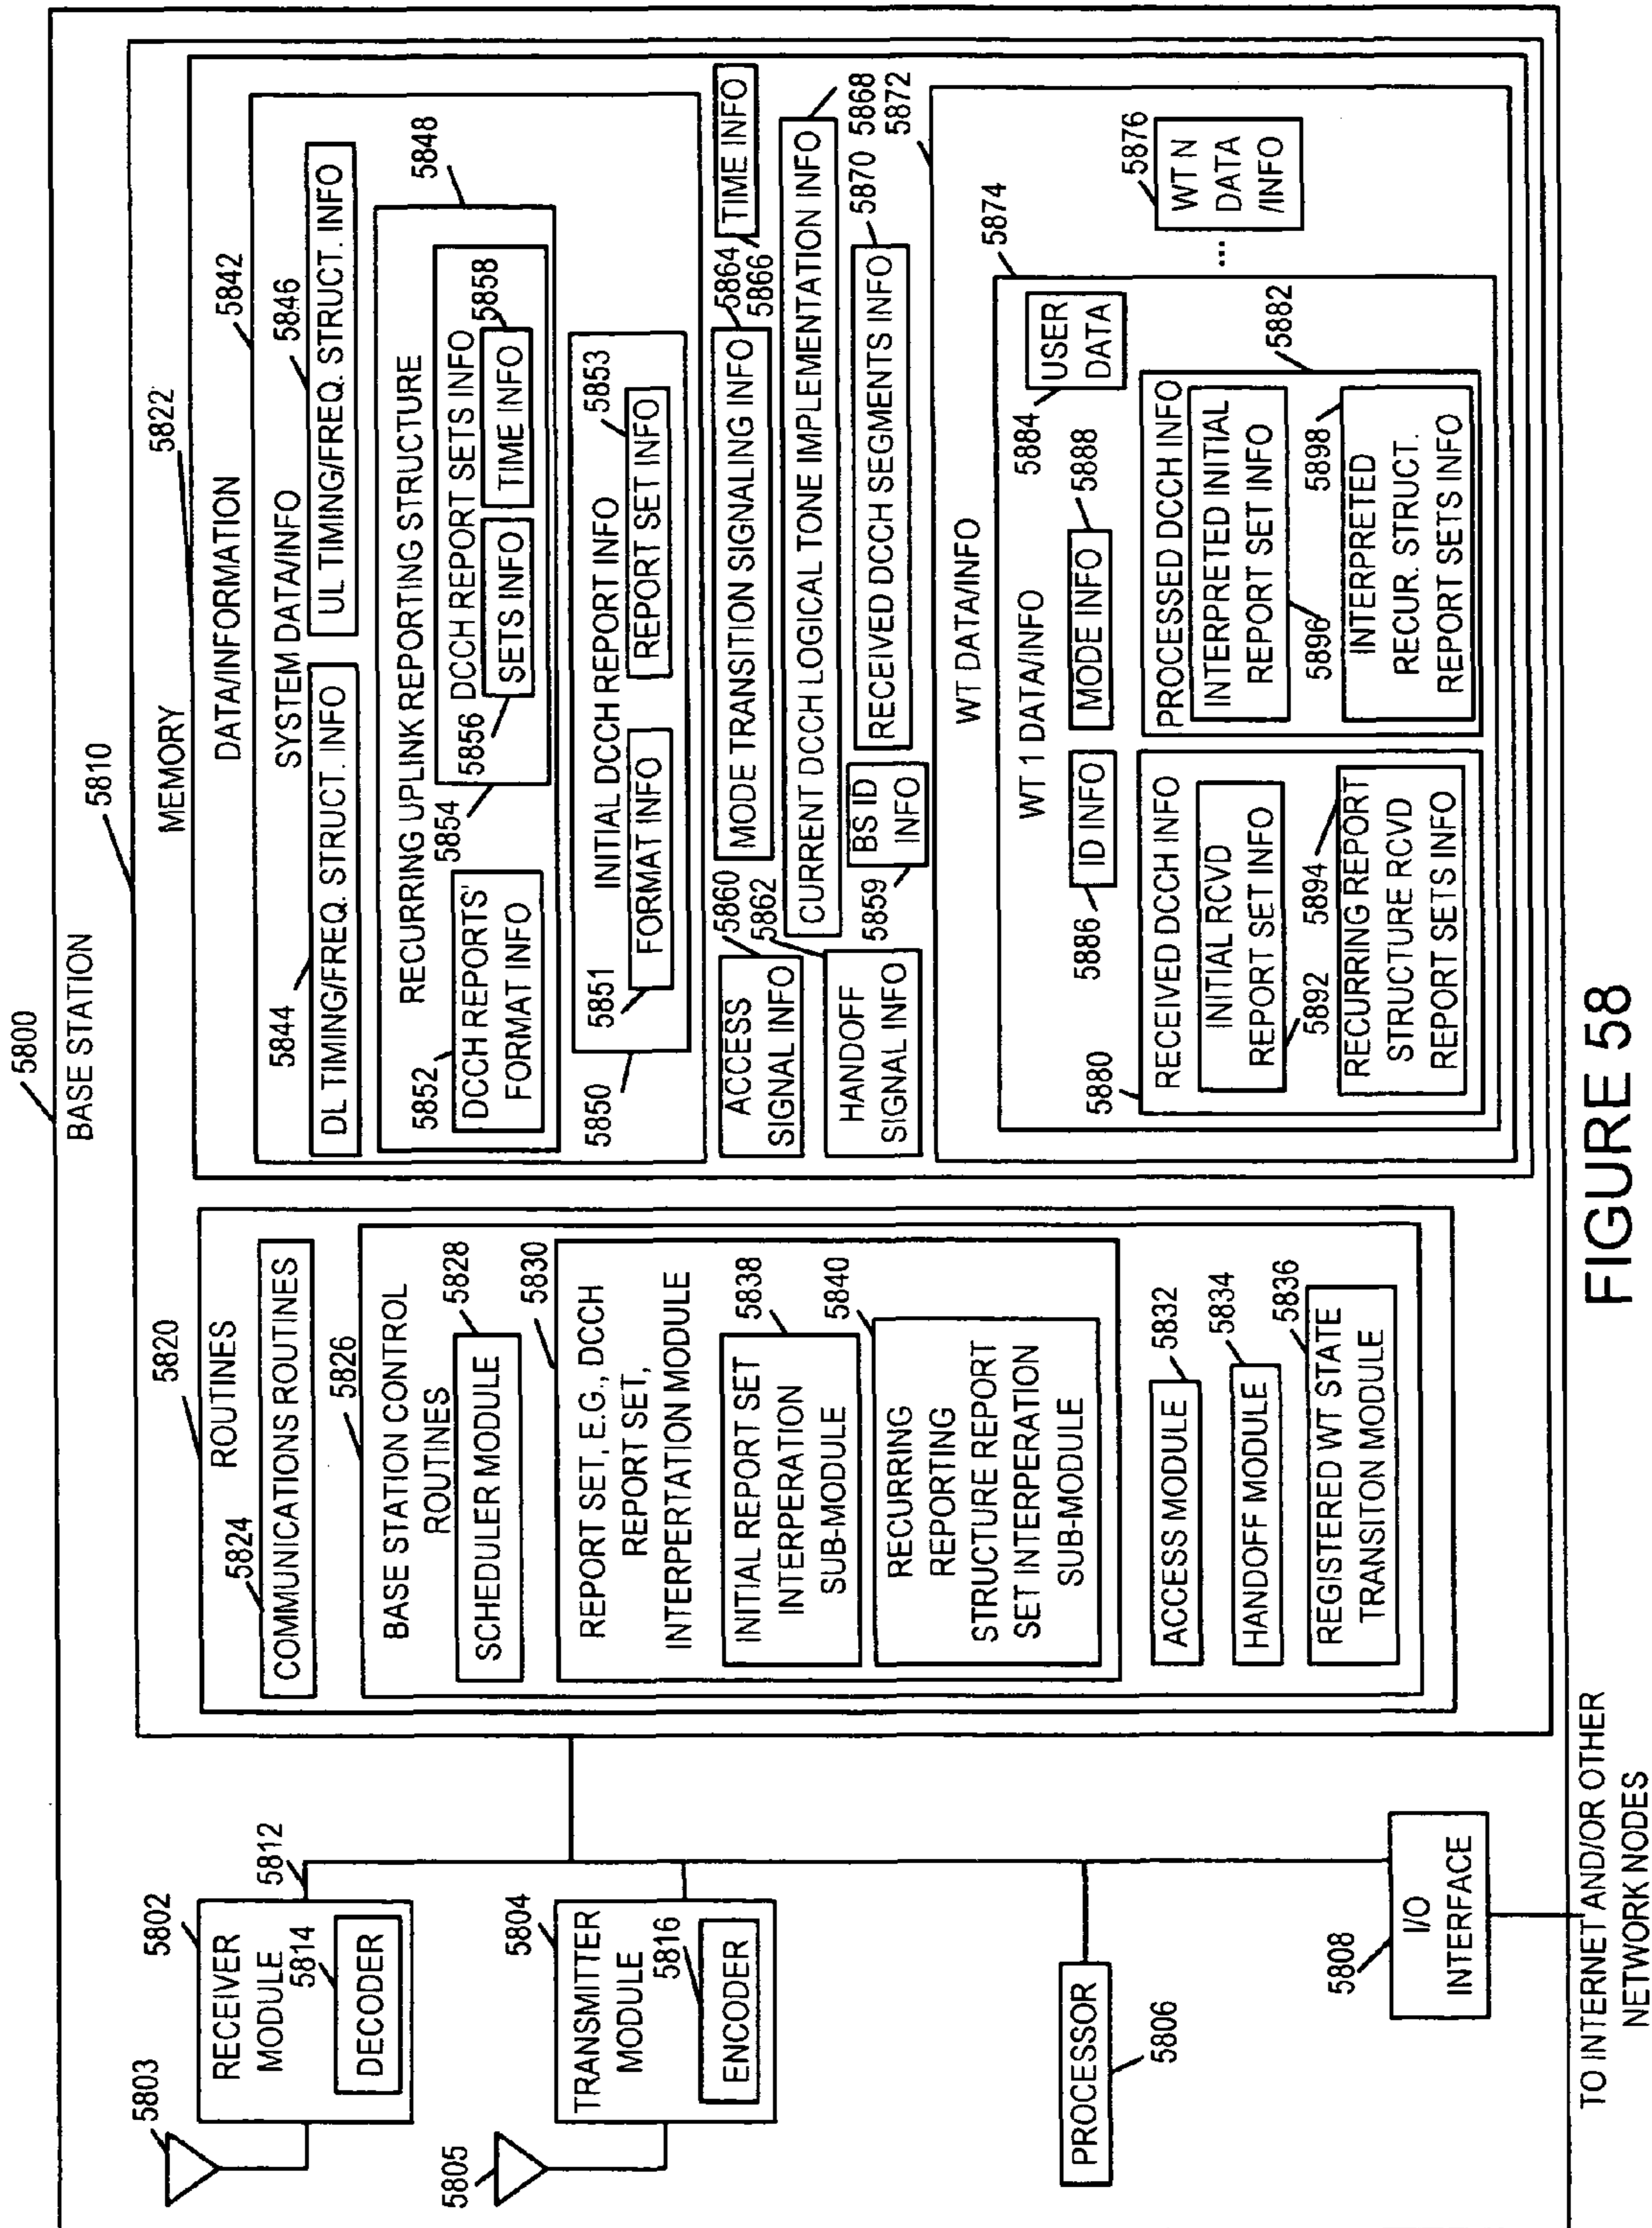 5800
BASE STATION
5803
5802
RECEIVER
MODULE
5814
DECODER
5812
5805
5804
TRANSMITTER
MODULE
5816
ENCODER
PROCESSOR
5806
5808
I/O
INTERFACE
TO INTERNET AND/OR OTHER
NETWORK NODES
5810
MEMORY
5820
ROUTINES
5824
COMMUNICATIONS ROUTINES
5826
BASE STATION CONTROL
ROUTINES
5828
SCHEDULER MODULE
5830
REPORT SET, E.G., DCCH
REPORT SET,
INTERPERTATION MODULE
5838
INITIAL REPORT SET
INTERPERATION
SUB-MODULE
5840
RECURRING
REPORTING
STRUCTURE REPORT
SET INTERPERATION
SUB-MODULE
5832
ACCESS MODULE
5834
HANDOFF MODULE
5836
REGISTERED WT STATE
TRANSITION MODULE
5822
DATA/INFORMATION
5842
SYSTEM DATA/INFO
5844
DL TIMING/FREQ. STRUCT. INFO
5846
UL TIMING/FREQ. STRUCT. INFO
5848
RECURRING UPLINK REPORTING STRUCTURE
5852
DCCH REPORTS'
FORMAT INFO
5854
5856
DCCH REPORT SETS INFO
SETS INFO
5858
TIME INFO
5850
INITIAL DCCH REPORT INFO
5851
FORMAT INFO
5853
REPORT SET INFO
5860
ACCESS
SIGNAL INFO
MODE TRANSITION SIGNALING INFO
5864
5866
TIME INFO
5862
HANDOFF
SIGNAL INFO
CURRENT DCCH LOGICAL TONE IMPLEMENTATION INFO
5868
5859
BS ID
INFO
RECEIVED DCCH SEGMENTS INFO
5870
5872
WT DATA/INFO
5874
WT 1 DATA/INFO
5884
USER
DATA
5886
ID INFO
MODE INFO
5888
5880
RECEIVED DCCH INFO
INITIAL RCVD
REPORT SET INFO
5892
5894
RECURRING REPORT
STRUCTURE RCVD
REPORT SETS INFO
5882
PROCESSED DCCH INFO
INTERPRETED INITIAL
REPORT SET INFO
5896
5898
INTERPRETED
RECUR. STRUCT.
REPORT SETS INFO
...
5876
WT N
DATA
/INFO
FIGURE 58